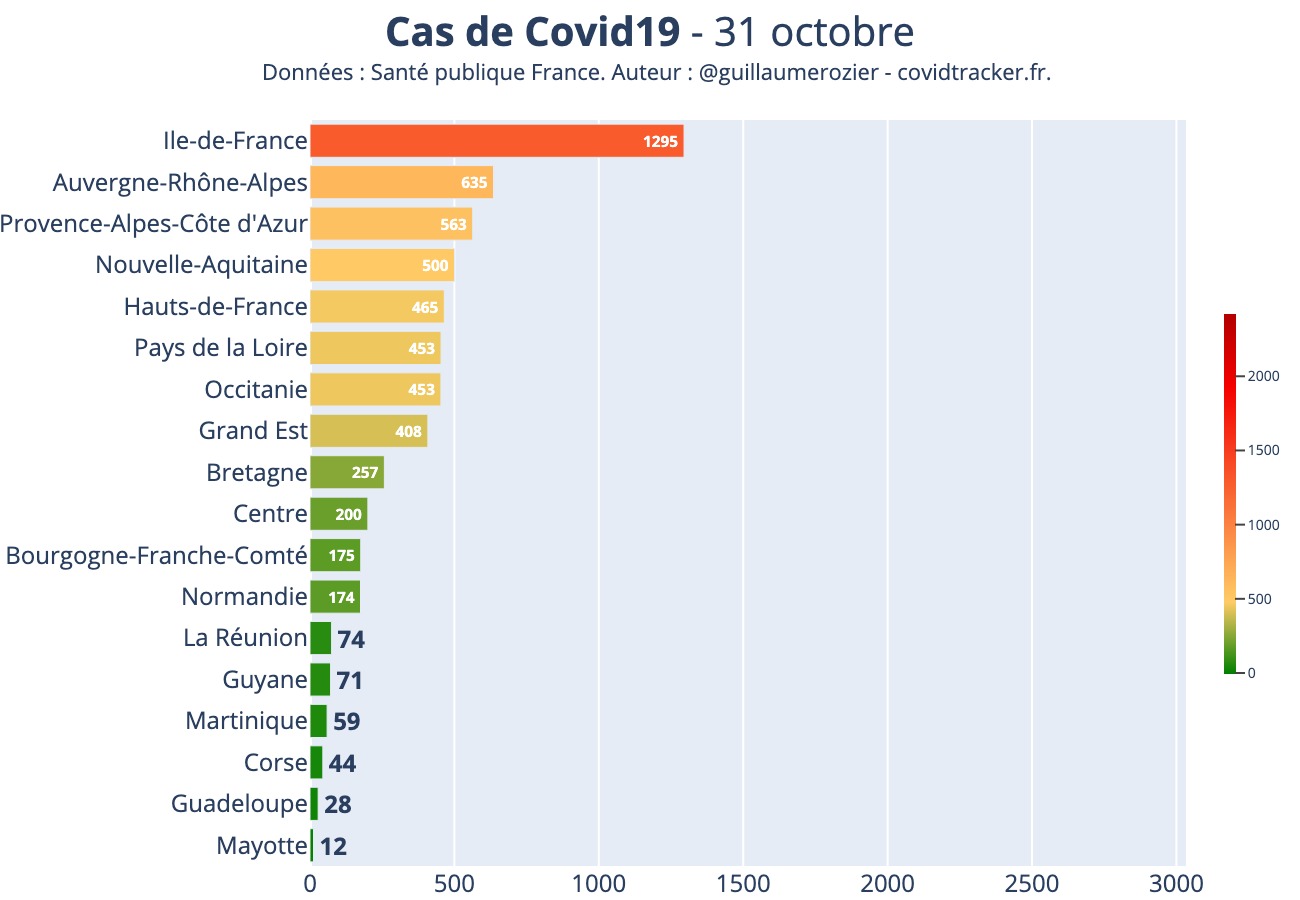 Cas de Covid19 - 31 octobre
Données : Santé publique France. Auteur : @guillaumerozier - covidtracker.fr.
Ile-de-France 1295
Auvergne-Rhône-Alpes 635
Provence-Alpes-Côte d'Azur 563
Nouvelle-Aquitaine 500
Hauts-de-France 465
Pays de la Loire 453
Occitanie 453
Grand Est 408
Bretagne 257
Centre 200
Bourgogne-Franche-Comté 175
Normandie 174
La Réunion 74
Guyane 71
Martinique 59
Corse 44
Guadeloupe 28
Mayotte 12
0 500 1000 1500 2000 2500 3000
2000
1500
1000
500
0